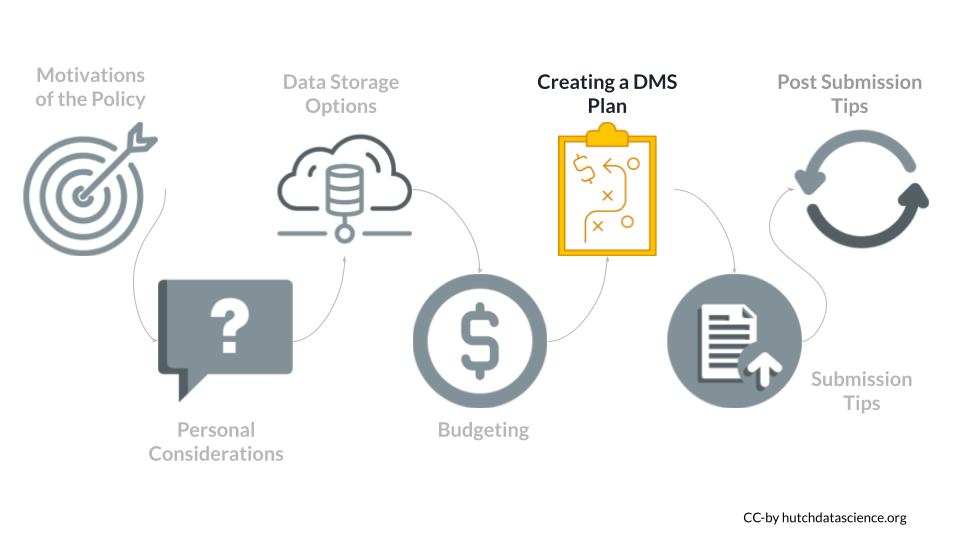 Motivations
of the Policy
Data Storage
Options
Creating a DMS
Plan
Post Submission
Tips
?
$
$
Personal
Considerations
Budgeting
Submission
Tips
CC-by hutchdatascience.org